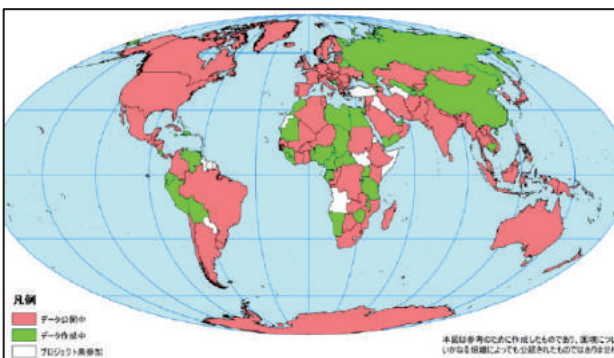 凡例
データ公開中
データ作成中
プロジェクト未参加
本図は参考のために作成したものであり、国境につ
いかなる組織によっても公認されたものではありませ